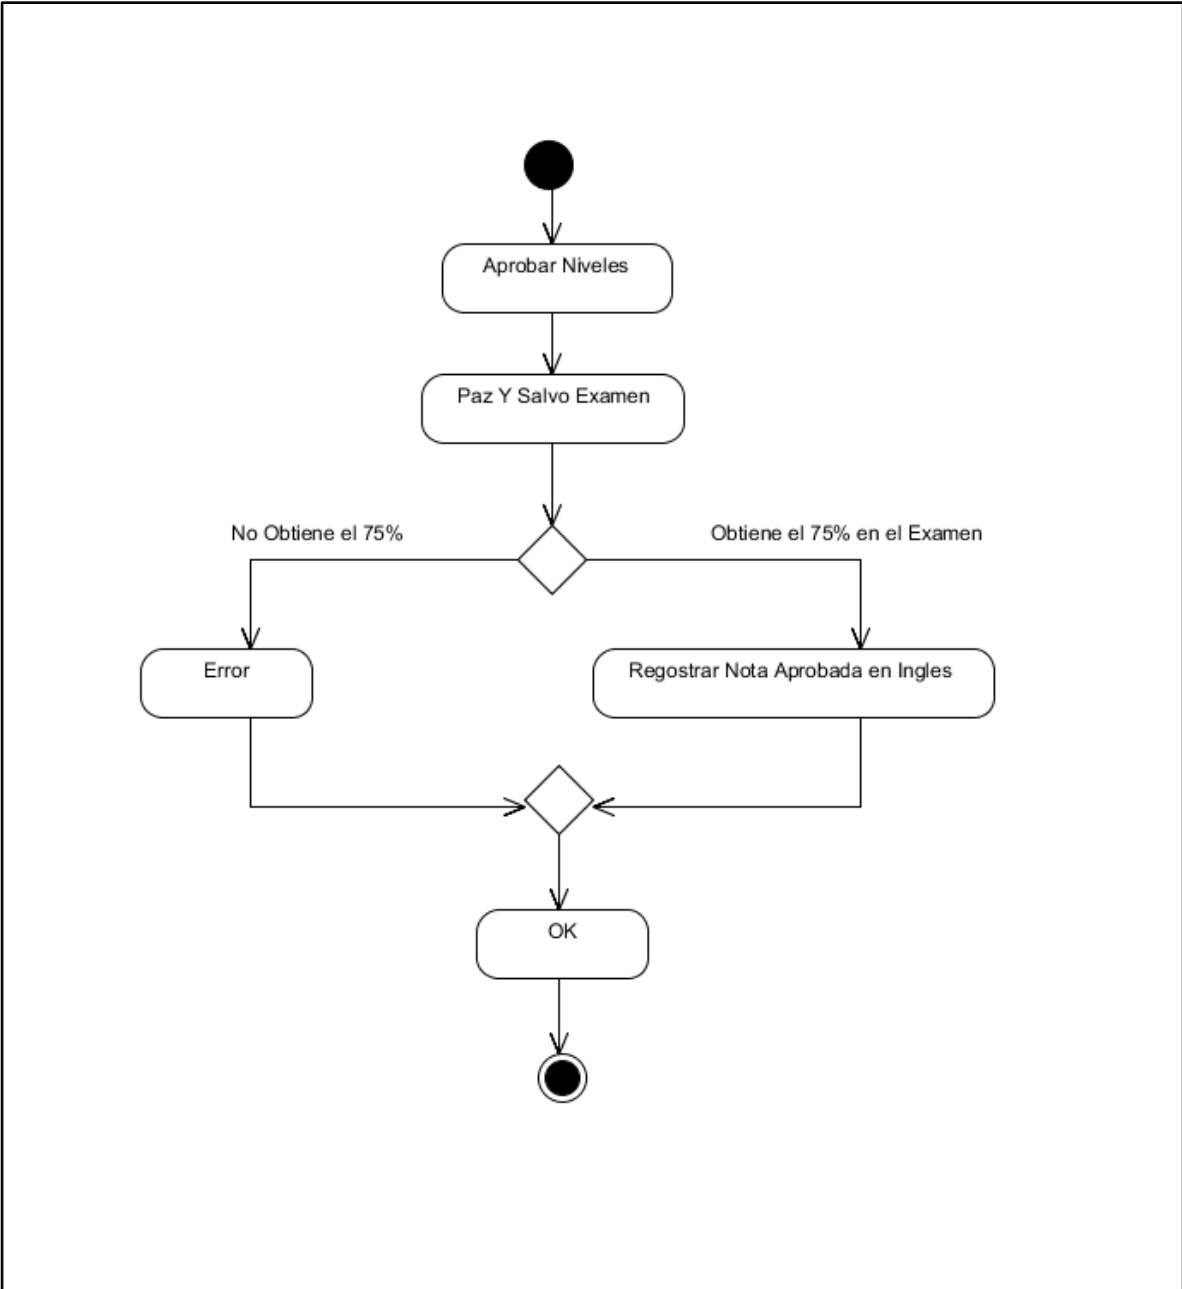 Aprobar Niveles
Paz Y Salvo Examen
No Obtiene el 75%
Obtiene el 75% en el Examen
Error
Regostrar Nota Aprobada en Ingles
OK